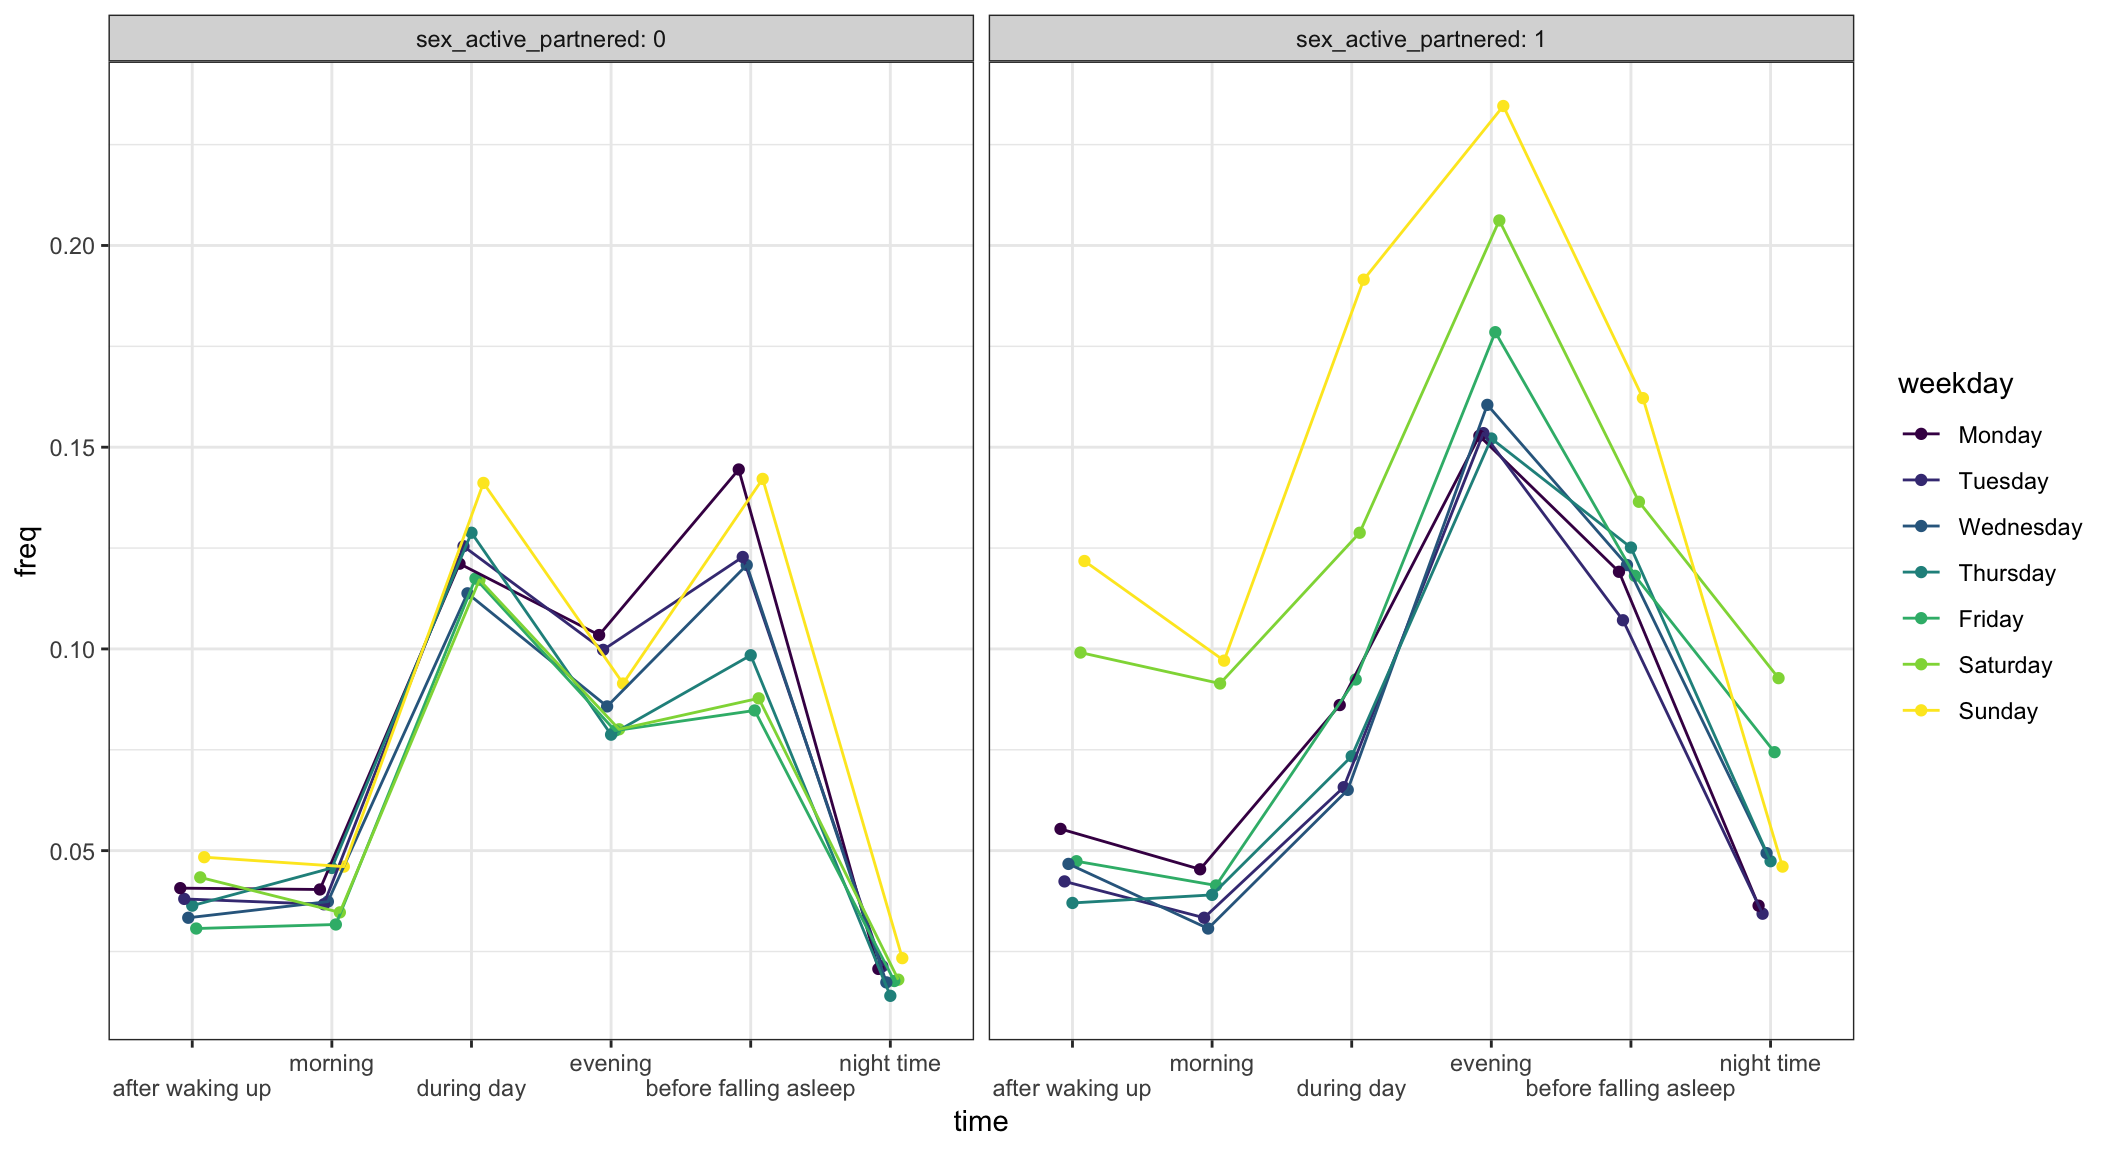 sex_active_partnered: 0
sex_active_partnered: 1
freq
0.20
0.15
0.10
0.05
after waking up
morning
during day
evening
before falling asleep
night time
after waking up
morning
during day
evening
before falling asleep
night time
time
weekday
Monday
Tuesday
Wednesday
Thursday
Friday
Saturday
Sunday